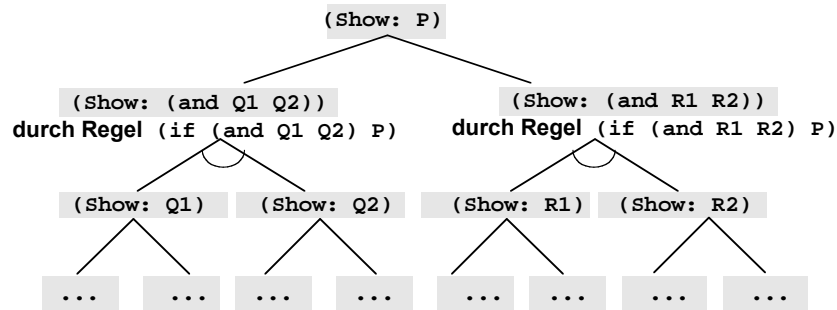 (Show: P)
(Show: (and Q1 Q2)) (Show: (and R1 R2))
durch Regel (if (and Q1 Q2) P) durch Regel (if (and R1 R2) P)
(Show: Q1) (Show: Q2) (Show: R1) (Show: R2)
... ... ... ... ... ... ... ...